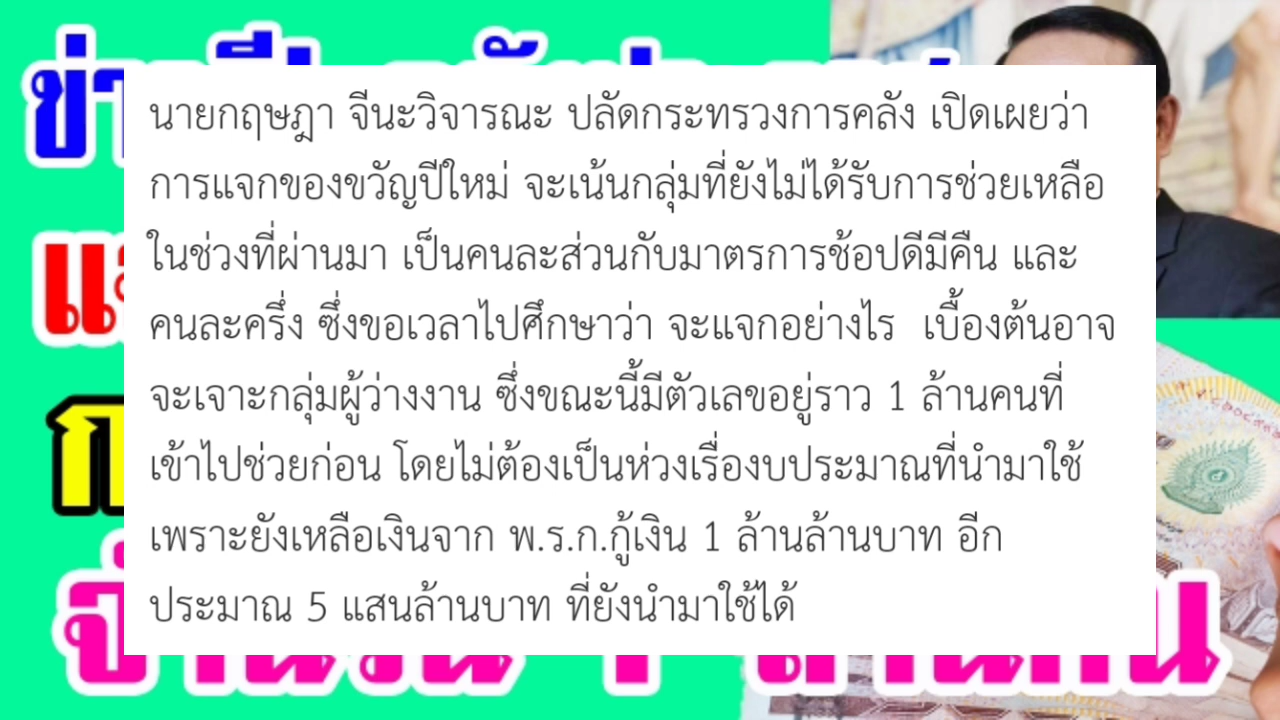 นายกฤษฎา จีนะวิจารณะ ปลัดกระทรวงการคลัง เปิดเผยว่า
การแจกของขวัญปีใหม่ จะเน้นกลุ่มที่ยังไม่ได้รับการช่วยเหลือ
ในช่วงที่ผ่านมา เป็นคนละส่วนกับมาตรการช้อปดีมีคืน และ
คนละครึ่ง ซึ่งขอเวลาไปศึกษาว่า จะแจกอย่างไร  เบื้องต้นอาจ
จะเจาะกลุ่มผู้ว่างงาน ซึ่งขณะนี้มีตัวเลขอยู่ราว 1 ล้านคนที่
เข้าไปช่วยก่อน โดยไม่ต้องเป็นห่วงเรื่องบประมาณที่นำมาใช้
เพราะยังเหลือเงินจาก พ.ร.ก.กู้เงิน 1 ล้านล้านบาท อีก
ประมาณ 5 แสนล้านบาท ที่ยังนำมาใช้ได้